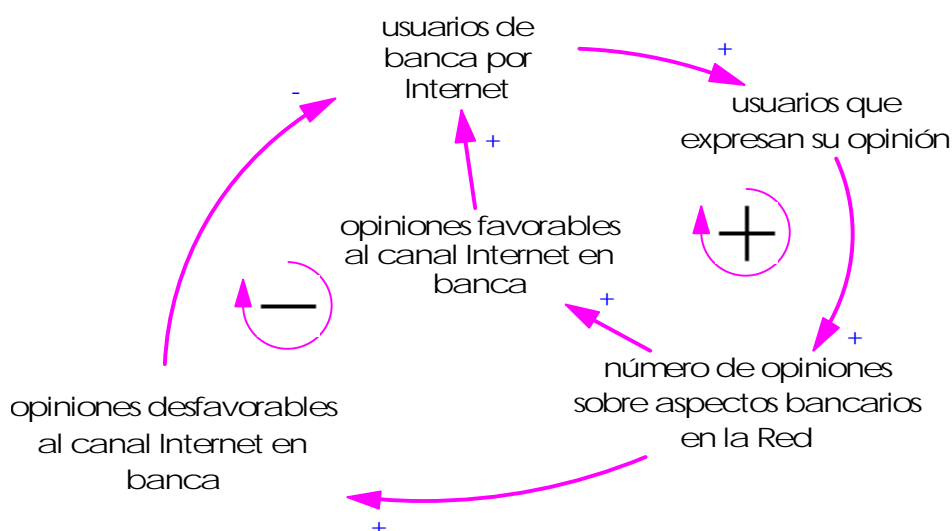 usuarios de
banca por
Internet
+
-
usuarios que
expresan su opinión
+
opiniones favorables
al canal Internet en
banca
+
+
número de opiniones
sobre aspectos bancarios
en la Red
opiniones desfavorables
al canal Internet en
banca
+